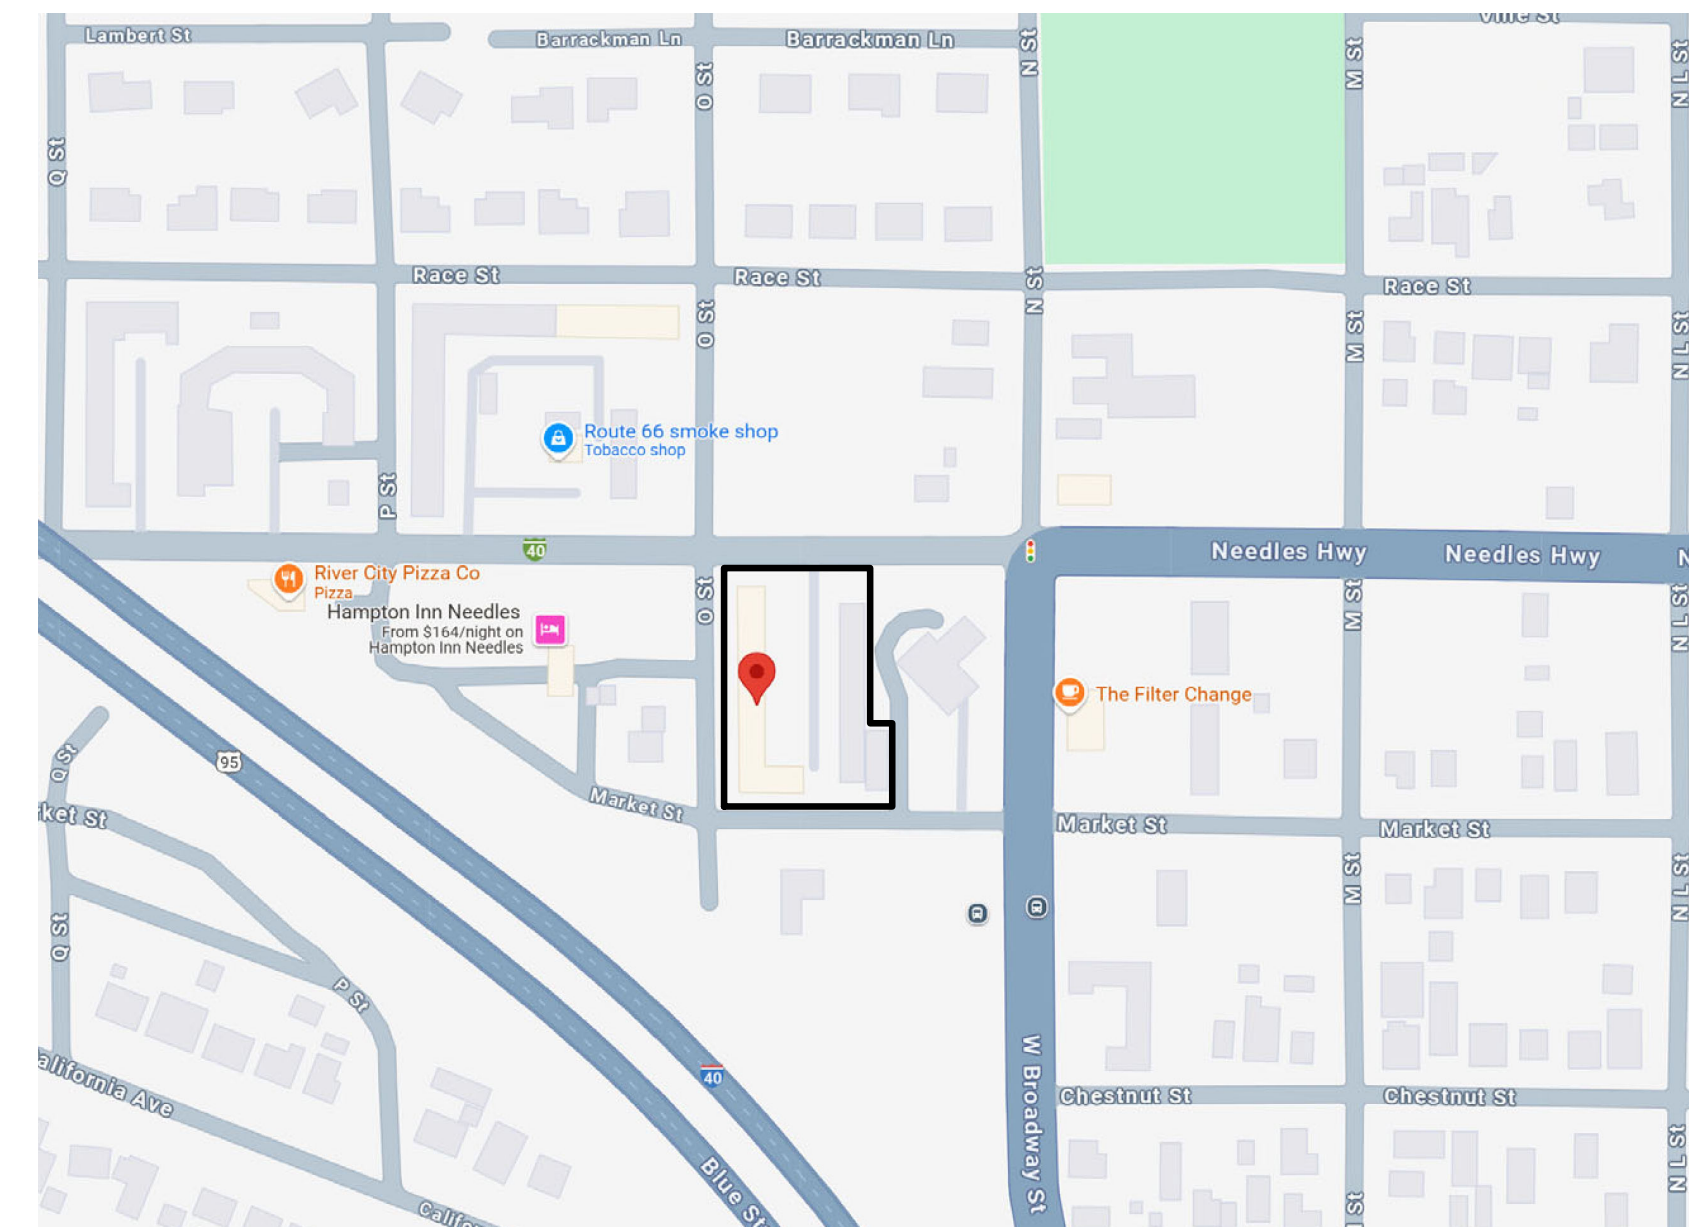 Lambert St
Barrackman Ln
Barrackman Ln
Vine St
Q St
O St
N St
M St
N L St
Race St
Race St
N St
Race St
O St
M St
N L St
Route 66 smoke shop
Tobacco shop
P St
40
Needles Hwy
Needles Hwy
N
River City Pizza Co
Pizza
Hampton Inn Needles
From $164/night on
Hampton Inn Needles
O St
M St
N L St
The Filter Change
Q St
95
Market St
rket St
Market St
Market St
M St
N L St
Q St
P St
40
W Broadway St
Chestnut St
Chestnut St
alifornia Ave
Blue St
Califo
N L St
M St